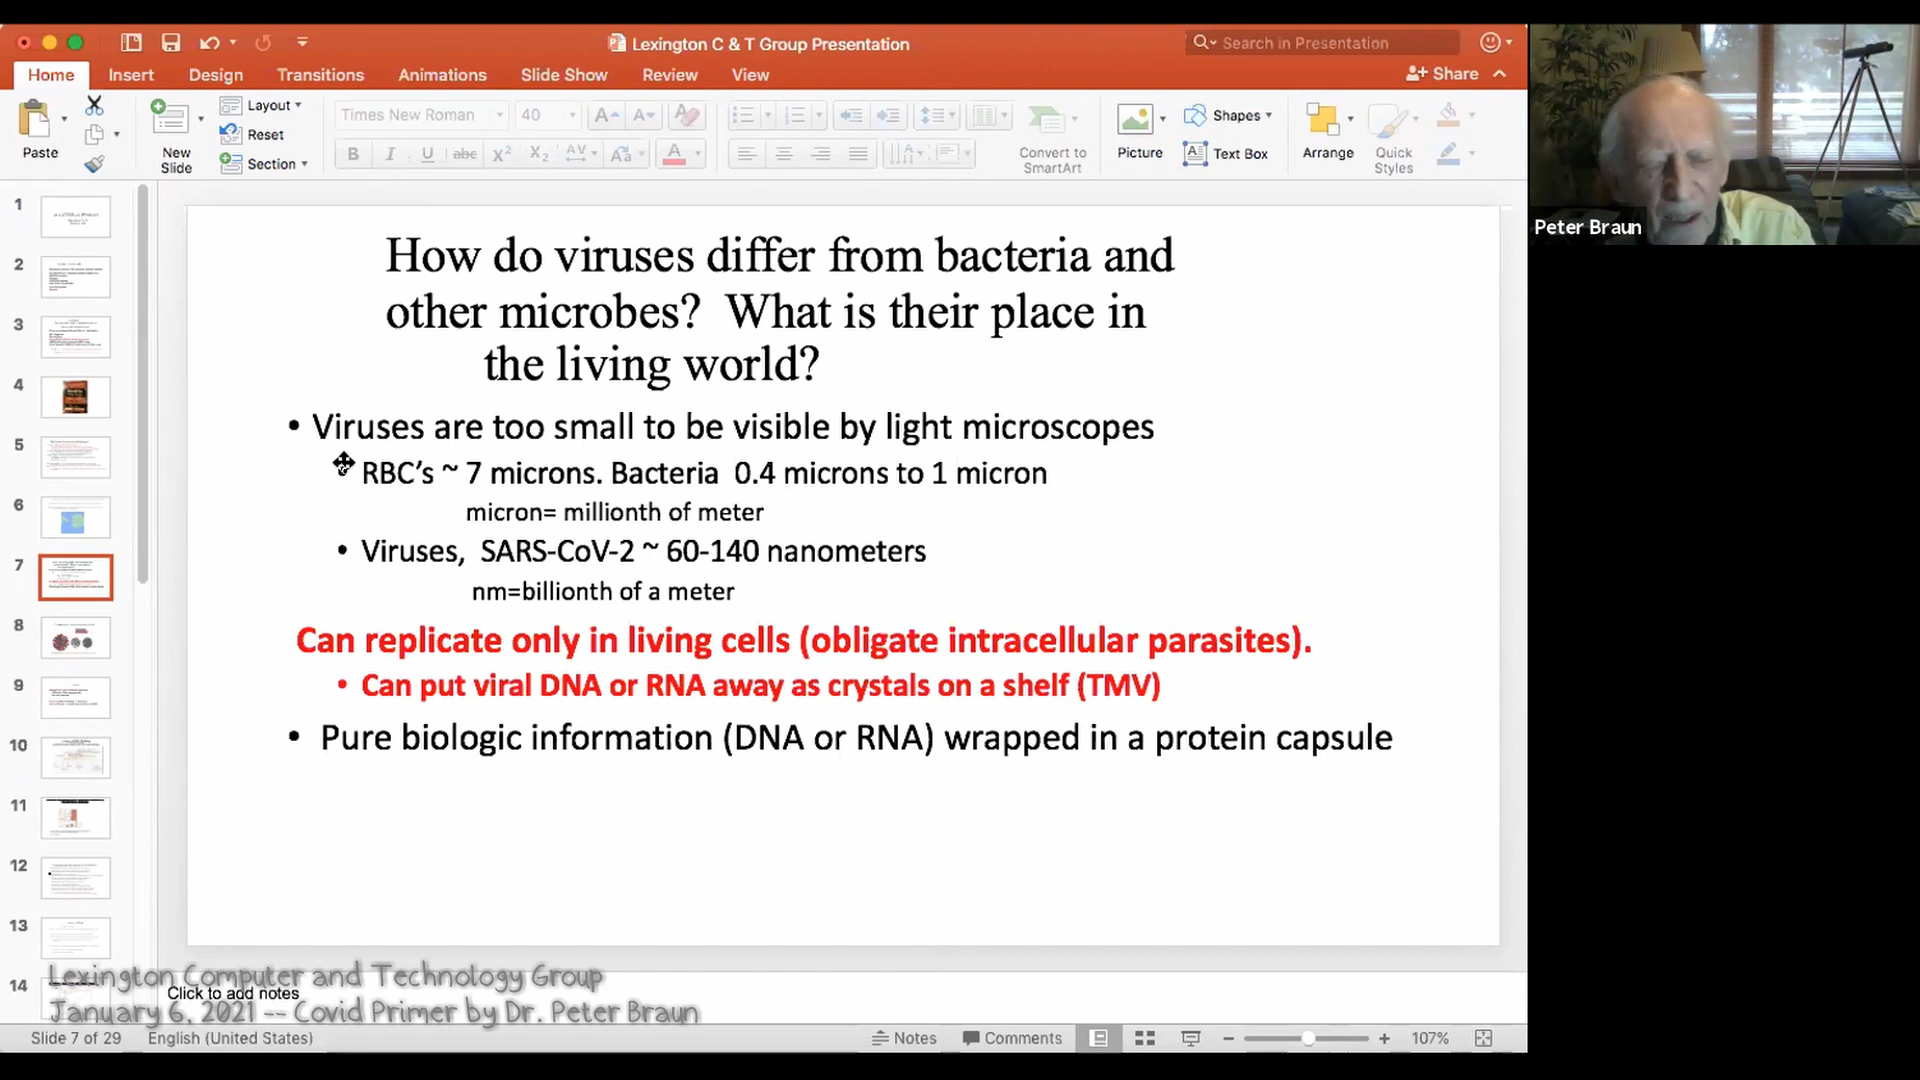 Lexington C & T Group Presentation
Search in Presentation
Home Insert Design Transitions Animations Slide Show Review View
Share
Paste
New Slide
Layout
Reset
Section
Times New Roman 40
B I U abc X² X₂ AV Aa A
Convert to SmartArt
Picture
Shapes
Text Box
Arrange
Quick Styles
Peter Braun
1
2
3
4
5
6
7
8
9
10
11
12
13
14
How do viruses differ from bacteria and
other microbes? What is their place in
the living world?
• Viruses are too small to be visible by light microscopes
RBC's ~ 7 microns. Bacteria 0.4 microns to 1 micron
micron= millionth of meter
• Viruses, SARS-CoV-2 ~ 60-140 nanometers
nm=billionth of a meter
Can replicate only in living cells (obligate intracellular parasites).
• Can put viral DNA or RNA away as crystals on a shelf (TMV)
• Pure biologic information (DNA or RNA) wrapped in a protein capsule
Click to add notes
Lexington Computer and Technology Group
January 6, 2021 -- Covid Primer by Dr. Peter Braun
Slide 7 of 29 English (United States) Notes Comments 107%